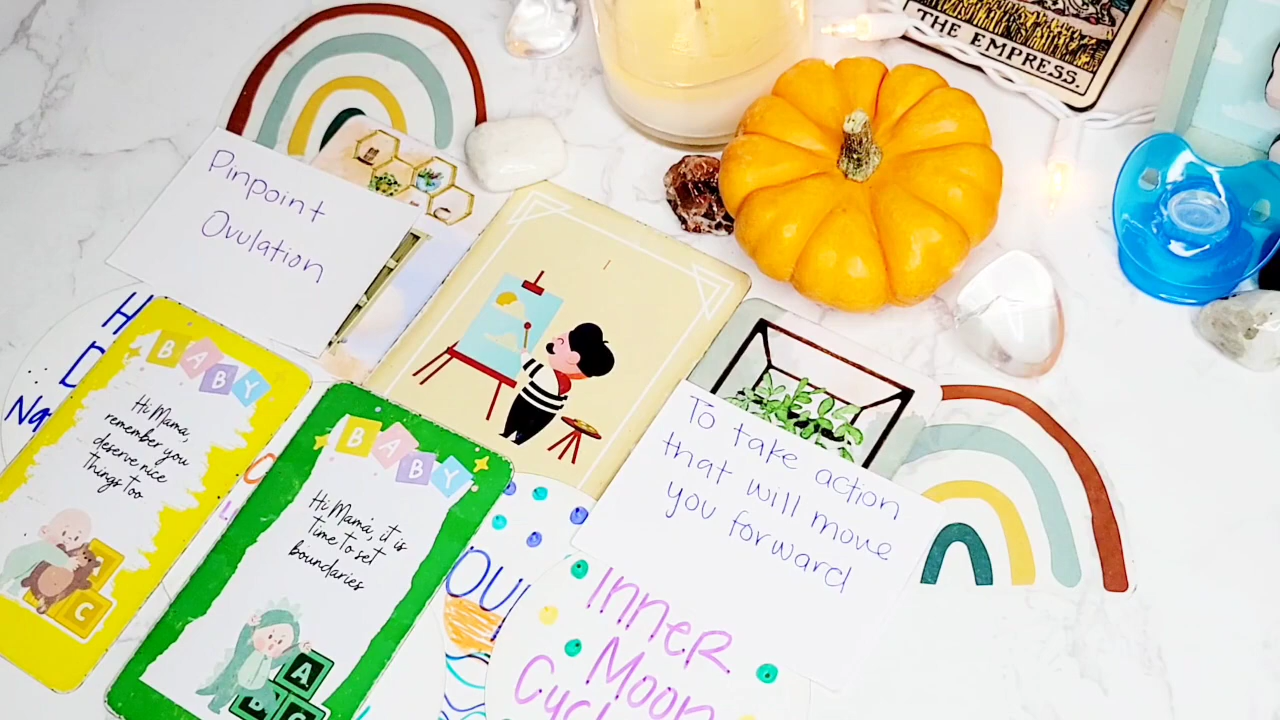 THE EMPRESS.
Pinpoint
Ovulation
BABY
Hi Mama,
remember you
deserve nice
things too
C
BABY
Hi Mama, it is
time to set
boundaries
A
To take action
that will move
you forward
Inner
Moon